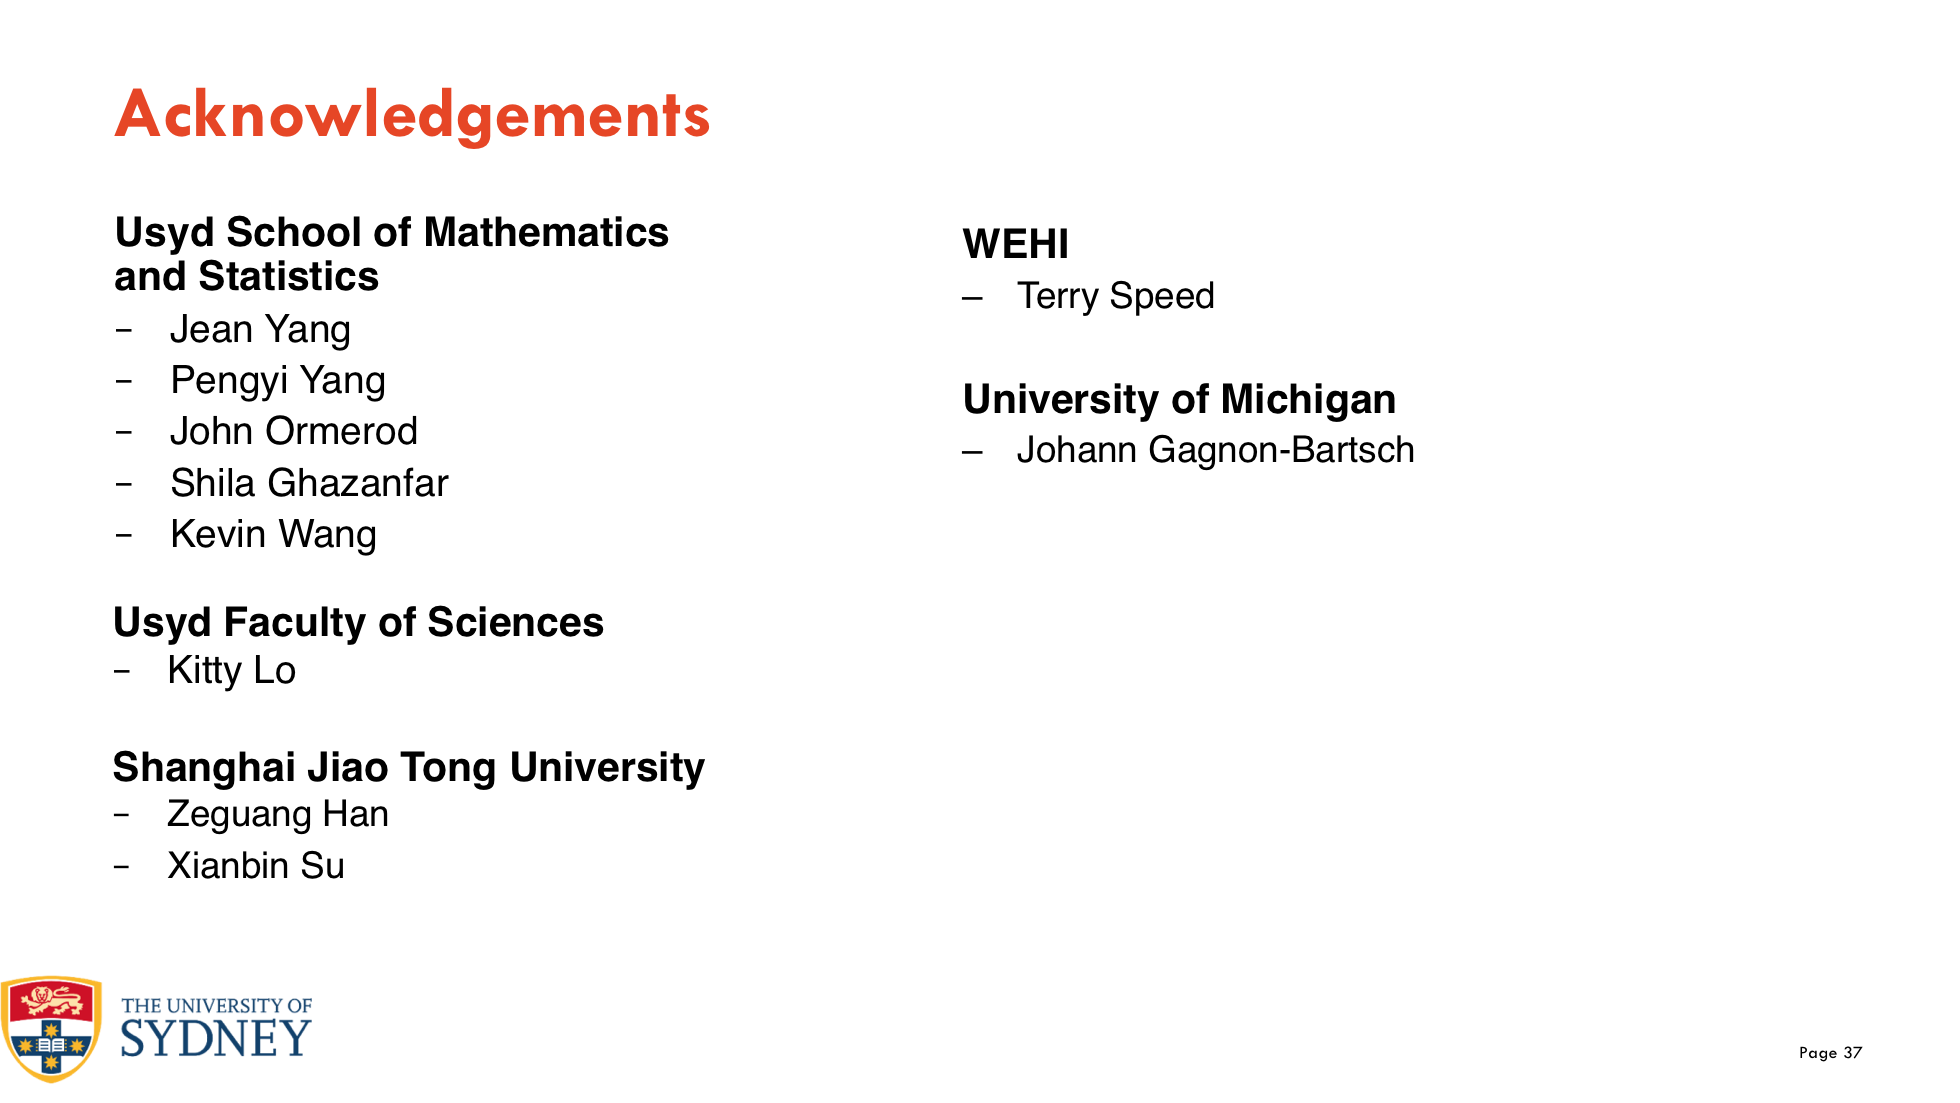 Acknowledgements
Usyd School of Mathematics
and Statistics
– Jean Yang
– Pengyi Yang
– John Ormerod
– Shila Ghazanfar
– Kevin Wang
Usyd Faculty of Sciences
– Kitty Lo
Shanghai Jiao Tong University
– Zeguang Han
– Xianbin Su
WEHI
– Terry Speed
University of Michigan
– Johann Gagnon-Bartsch
THE UNIVERSITY OF
SYDNEY
Page 37